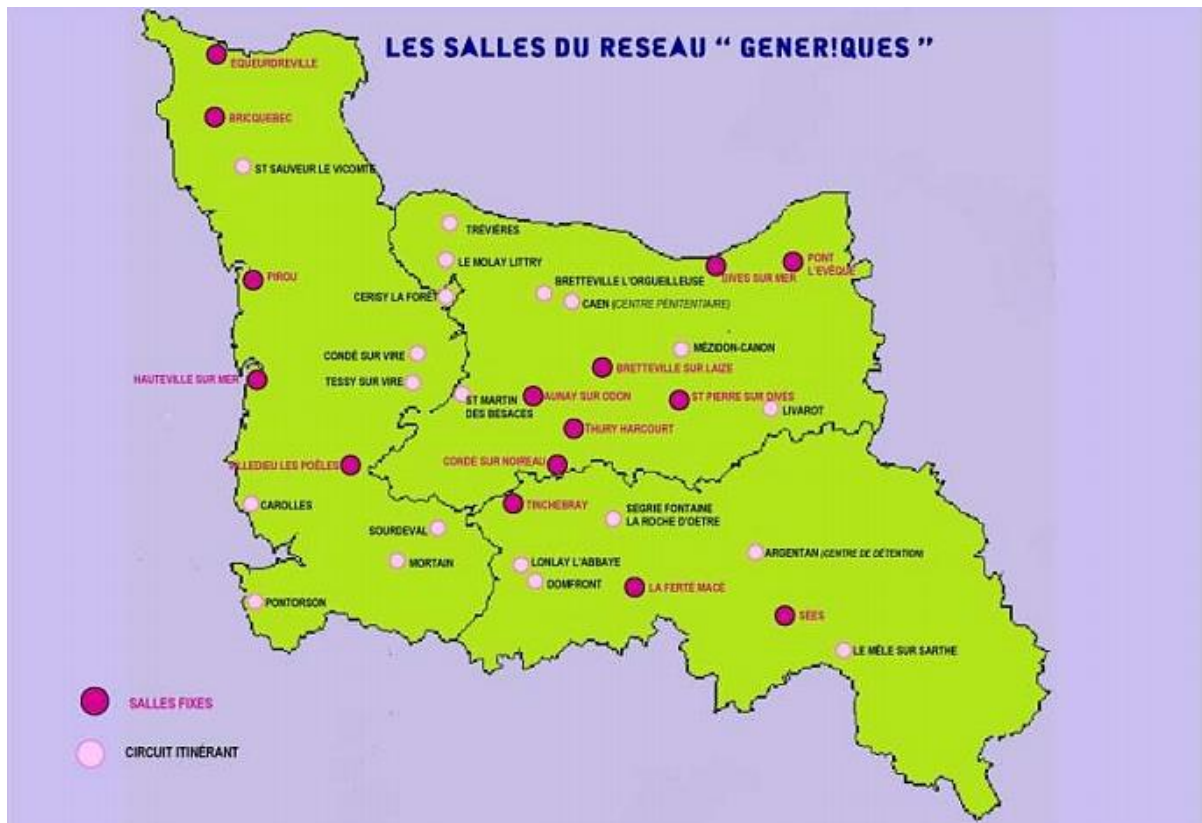 LES SALLES DU RESEAU “ GENER!QUES ”
EQUEURDREVILLE
BRICQUEBEC
ST SAUVEUR LE VICOMTE
TRÉVIÈRES
LE MOLAY LITTRY
PONT
L'EVÊQUE
PIROU
BRETTEVILLE L'ORGUEILLEUSE
DIVES SUR MER
CERISY LA FORÊT
CAEN (CENTRE PÉNITENTIAIRE)
CONDÉ SUR VIRE
MÉZIDON-CANON
HAUTEVILLE SUR MER
TESSY SUR VIRE
BRETTEVILLE SUR LAIZE
ST MARTIN
DES BESACES
AUNAY SUR ODON
ST PIERRE SUR DIVES
LIVAROT
THURY HARCOURT
VILLEDIEU LES POÊLES
CONDÉ SUR NOIREAU
CAROLLES
TINCHEBRAY
SEGRIE FONTAINE
LA ROCHE D'OËTRE
SOURDEVAL
MORTAIN
LONLAY L'ABBAYE
DOMFRONT
ARGENTAN (CENTRE DE DÉTENTION)
PONTORSON
LA FERTÉ MACÉ
SÉES
LE MÊLE SUR SARTHE
SALLES FIXES
CIRCUIT ITINÉRANT